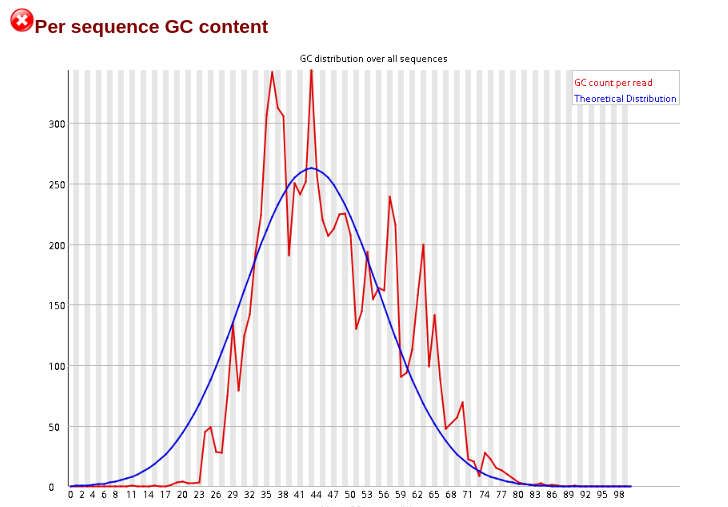 Per sequence GC content
GC distribution over all sequences
GC count per read
Theoretical Distribution
300
250
200
150
100
50
0
0 2 4 6 8 11 14 17 20 23 26 29 32 35 38 41 44 47 50 53 56 59 62 65 68 71 74 77 80 83 86 89 92 95 98